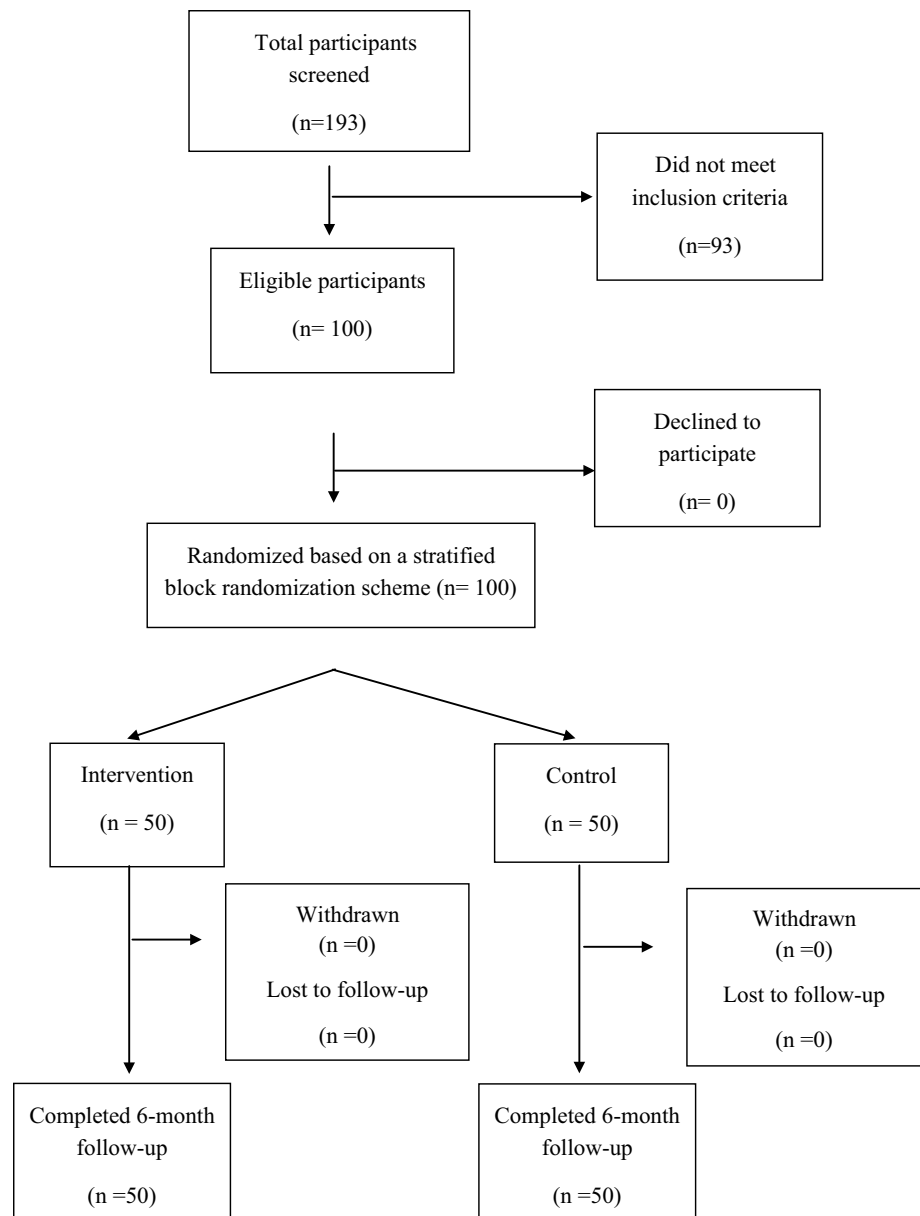 Total participants
screened
(n=193)
Did not meet
inclusion criteria
(n=93)
Eligible participants
(n= 100)
Declined to
participate
(n= 0)
Randomized based on a stratified
block randomization scheme (n= 100)
Intervention
(n = 50)
Control
(n = 50)
Withdrawn
(n =0)
Lost to follow-up
(n =0)
Withdrawn
(n =0)
Lost to follow-up
(n =0)
Completed 6-month
follow-up
(n =50)
Completed 6-month
follow-up
(n =50)